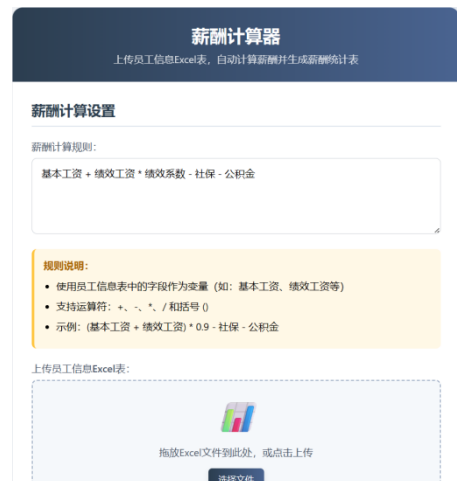 薪酬计算器
上传员工信息Excel表，自动计算薪酬并生成薪酬统计表
薪酬计算设置
薪酬计算规则：
基本工资 + 绩效工资 * 绩效系数 - 社保 - 公积金
规则说明：
使用员工信息表中的字段作为变量（如：基本工资、绩效工资等）
支持运算符：+、-、*、/ 和括号 ()
示例：(基本工资 + 绩效工资) * 0.9 - 社保 - 公积金
上传员工信息Excel表：
拖放Excel文件到此处，或点击上传
选择文件